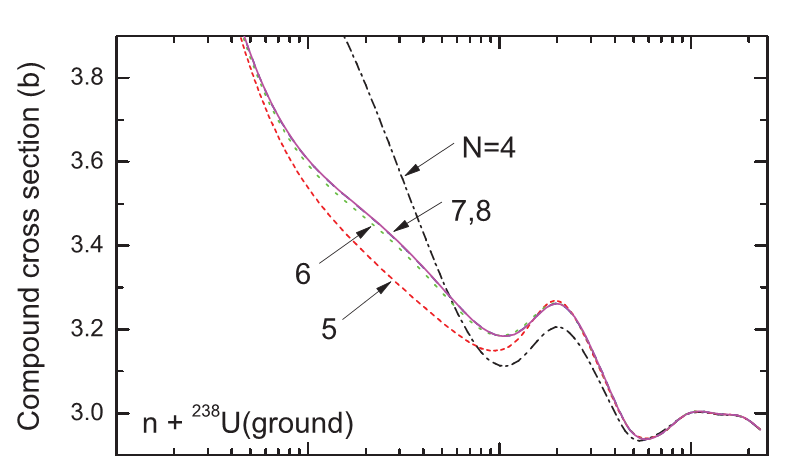 Compound cross section (b)
3.8
3.6
3.4
3.2
3.0
N=4
7,8
6
5
n + ²³⁸U(ground)